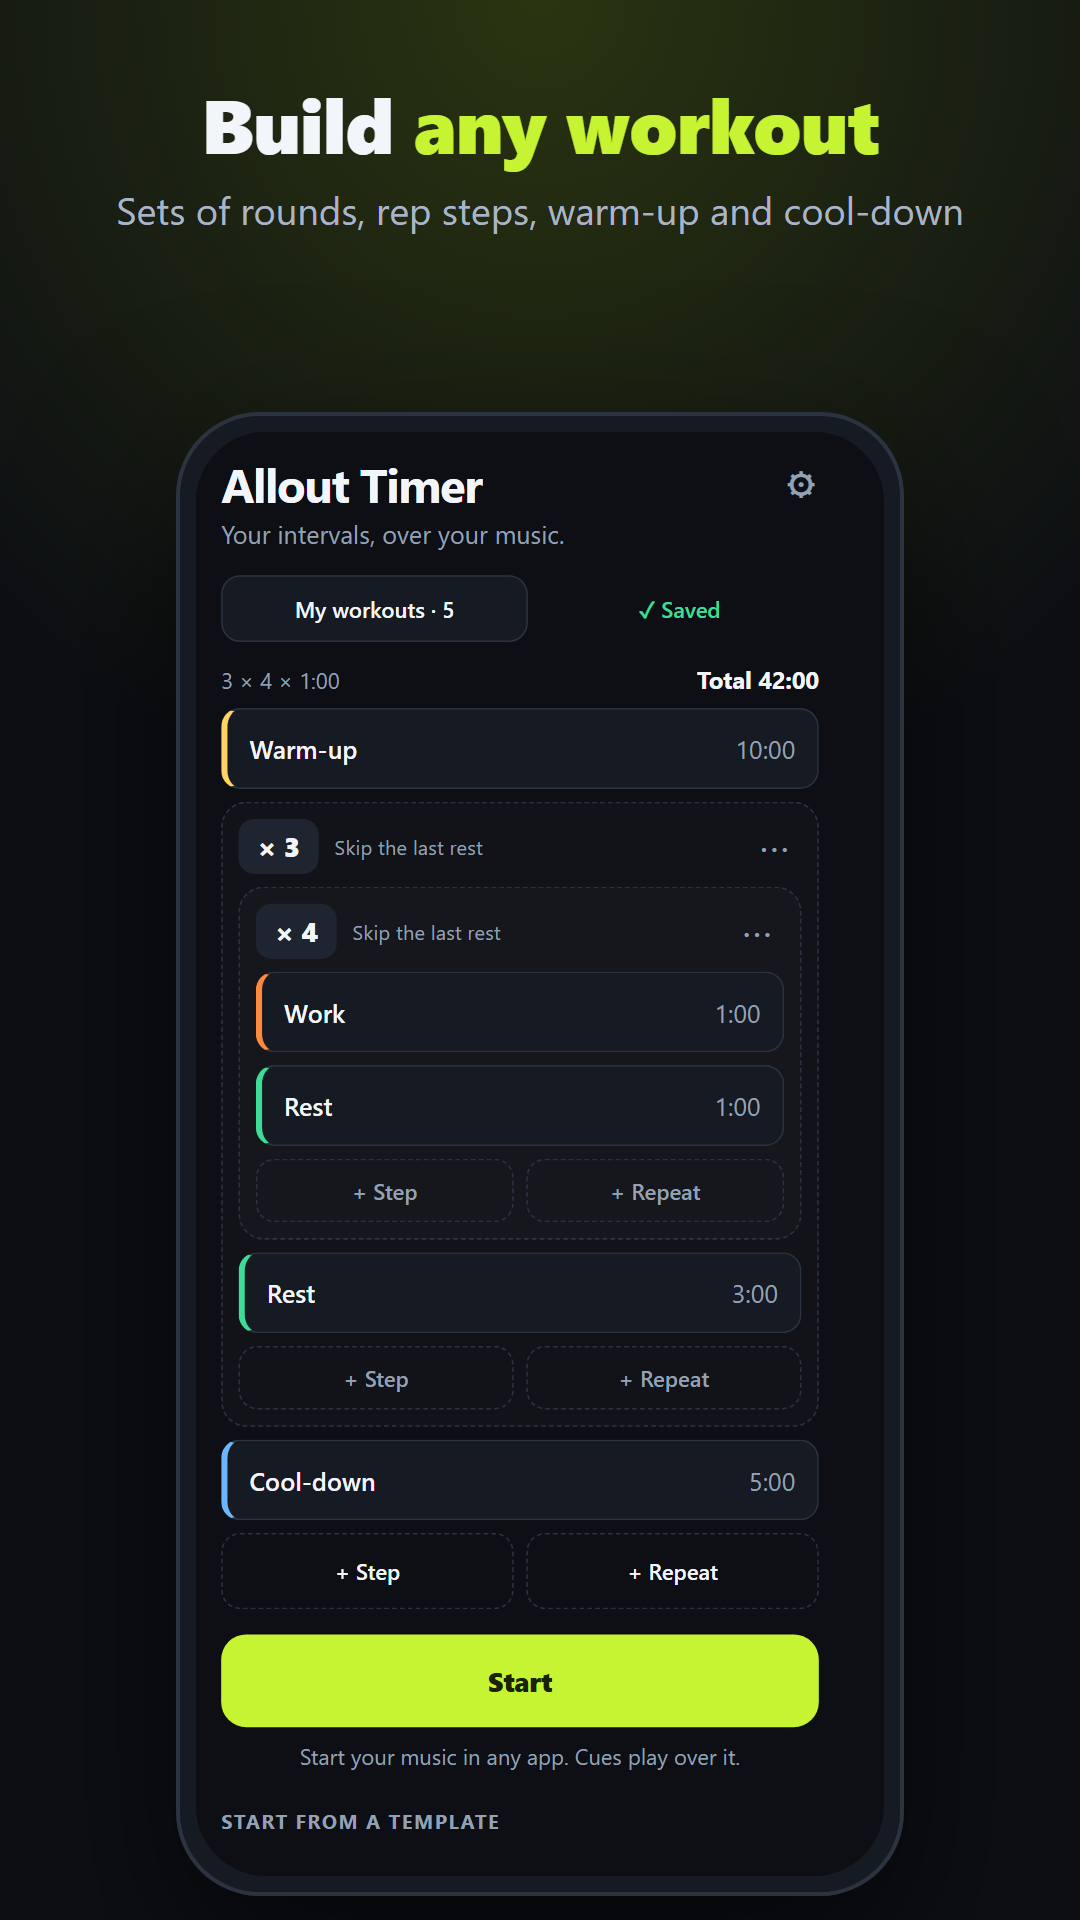 Build any workout
Sets of rounds, rep steps, warm-up and cool-down
Allout Timer
Your intervals, over your music.
My workouts · 5
✓ Saved
3 × 4 × 1:00
Total 42:00
Warm-up
10:00
× 3
Skip the last rest
...
× 4
Skip the last rest
...
Work
1:00
Rest
1:00
+ Step
+ Repeat
Rest
3:00
+ Step
+ Repeat
Cool-down
5:00
+ Step
+ Repeat
Start
Start your music in any app. Cues play over it.
START FROM A TEMPLATE